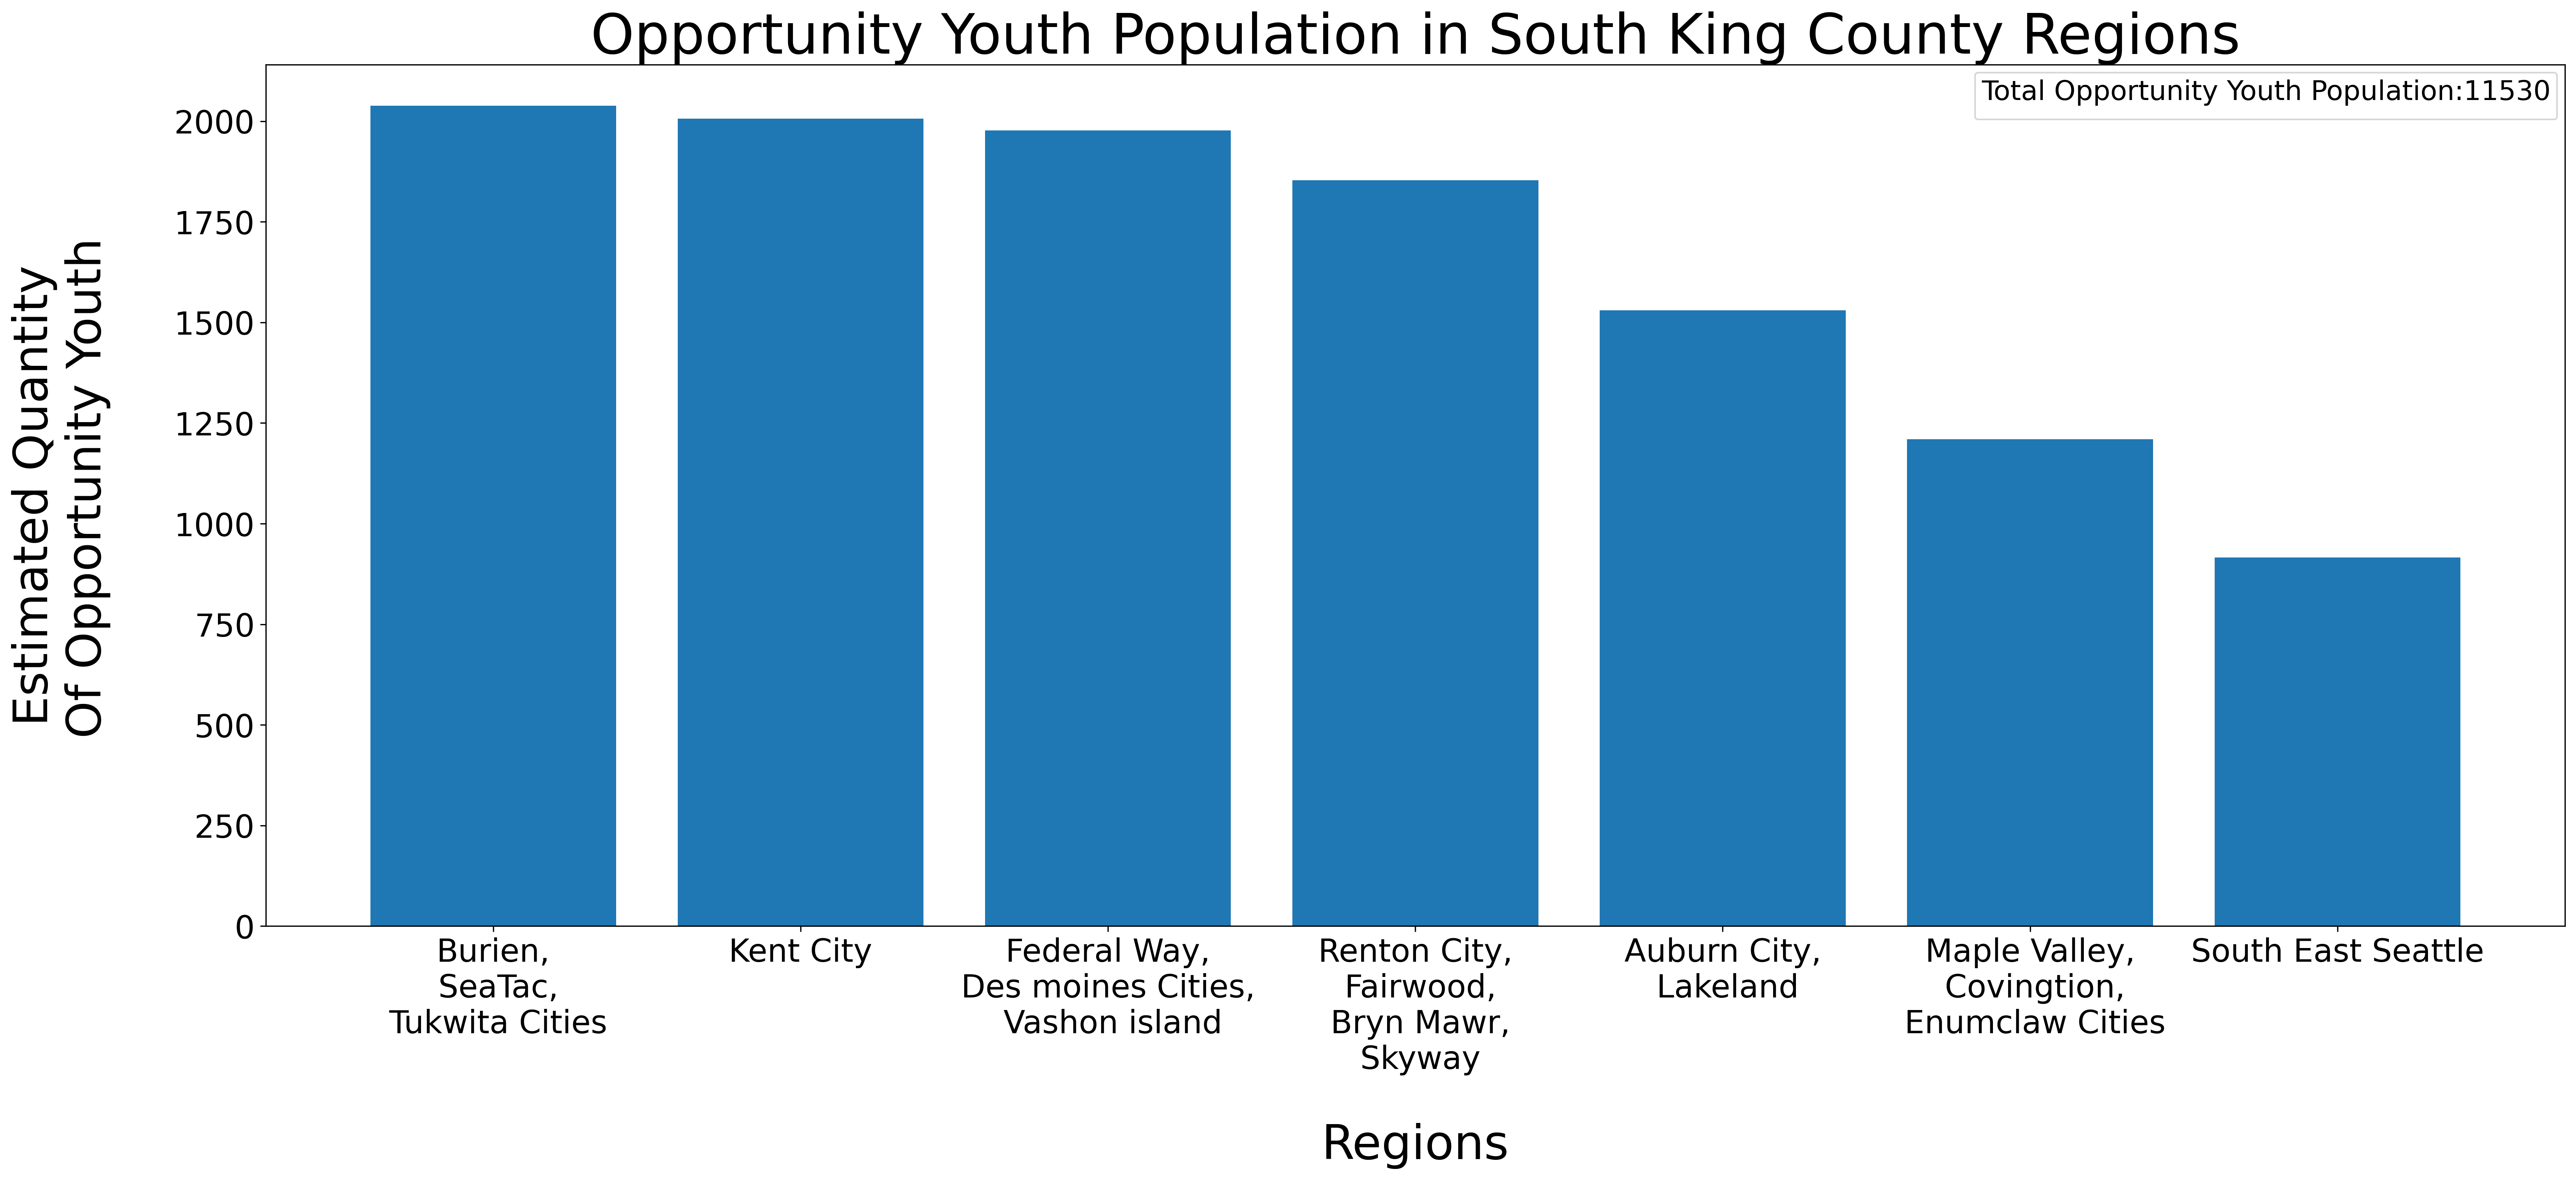 Opportunity Youth Population in South King County Regions
Total Opportunity Youth Population:11530
Estimated Quantity
Of Opportunity Youth
2000
1750
1500
1250
1000
750
500
250
0
Burien,
SeaTac,
Tukwita Cities
Kent City
Federal Way,
Des moines Cities,
Vashon island
Renton City,
Fairwood,
Bryn Mawr,
Skyway
Auburn City,
Lakeland
Maple Valley,
Covington,
Enumclaw Cities
South East Seattle
Regions